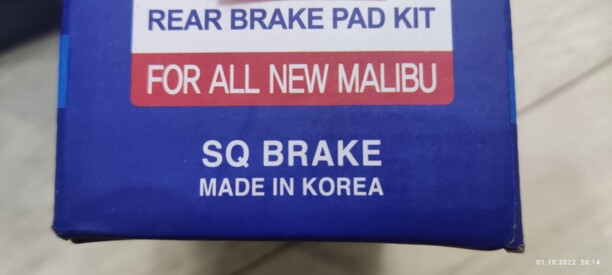 REAR BRAKE PAD KIT
FOR ALL NEW MALIBU
SQ BRAKE
MADE IN KOREA
01.10.2022 20:14